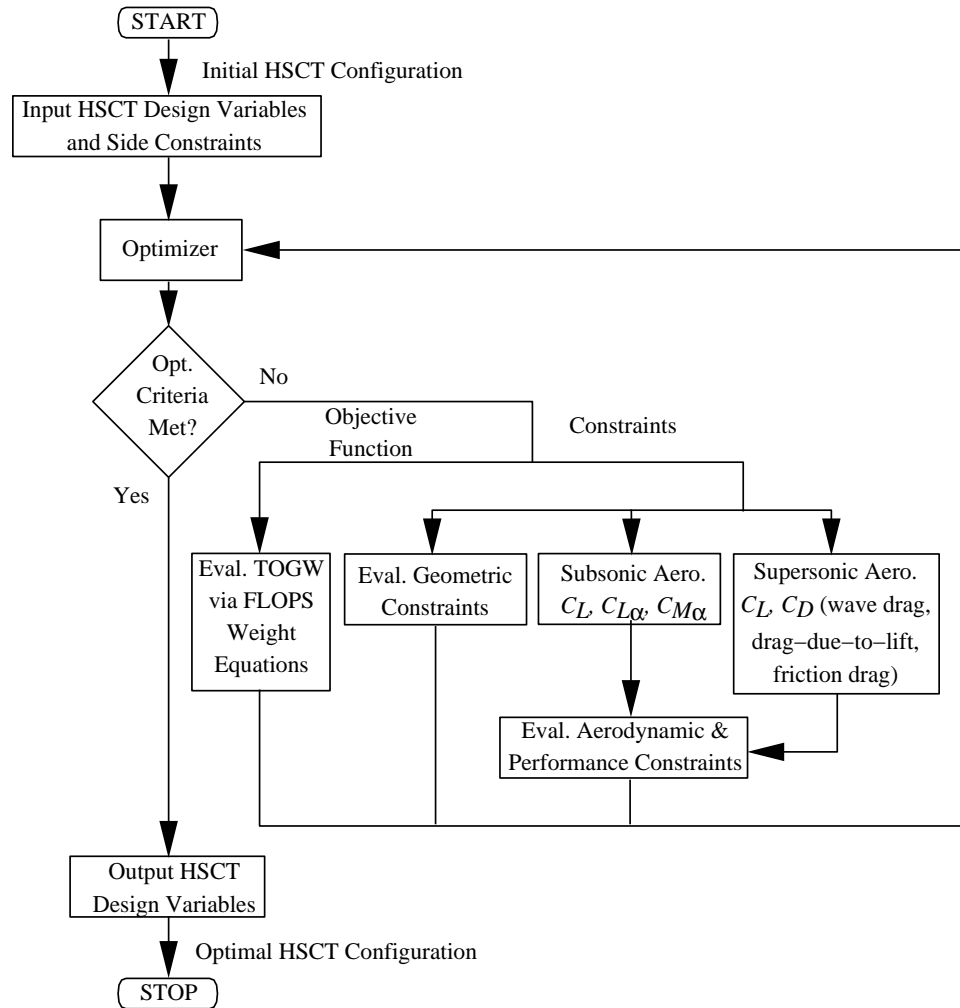 START
Initial HSCT Configuration
Input HSCT Design Variables
and Side Constraints
Optimizer
Opt.
Criteria
Met?
No
Objective
Function
Constraints
Yes
Eval. TOGW
via FLOPS
Weight
Equations
Eval. Geometric
Constraints
Subsonic Aero.
CL, CLα, CMα
Supersonic Aero.
CL, CD (wave drag,
drag−due−to−lift,
friction drag)
Eval. Aerodynamic &
Performance Constraints
Output HSCT
Design Variables
Optimal HSCT Configuration
STOP